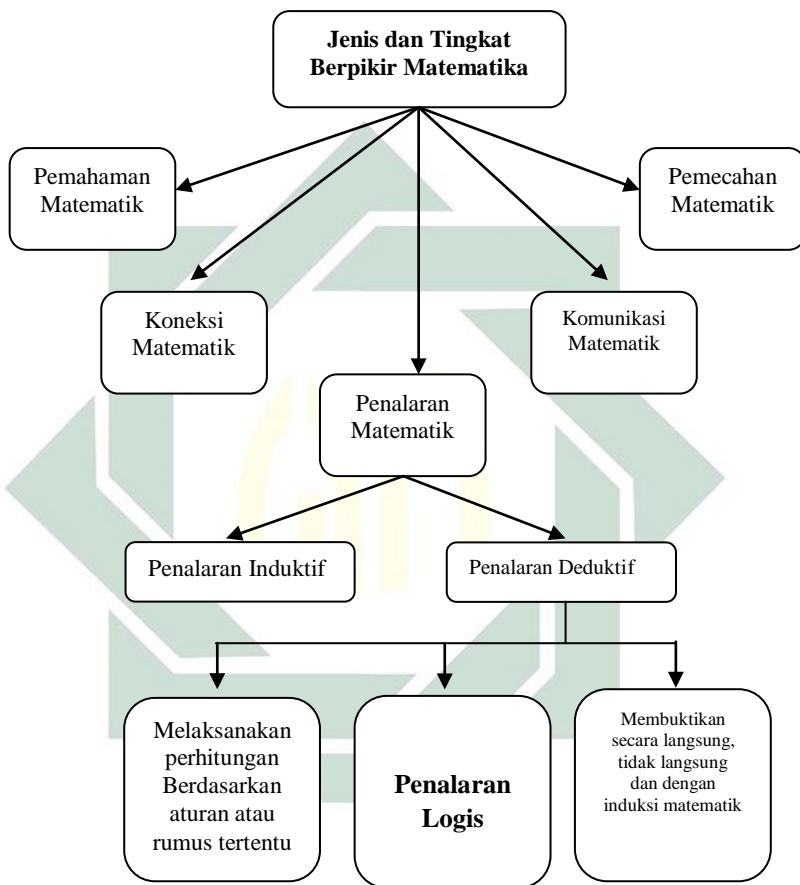 Jenis dan Tingkat
Berpikir Matematika
Pemahaman
Matematik
Pemecahan
Matematik
Koneksi
Matematik
Komunikasi
Matematik
Penalaran
Matematik
Penalaran Induktif
Penalaran Deduktif
Melaksanakan
perhitungan
Berdasarkan
aturan atau
rumus tertentu
Penalaran
Logis
Membuktikan
secara langsung,
tidak langsung
dan dengan
induksi matematik